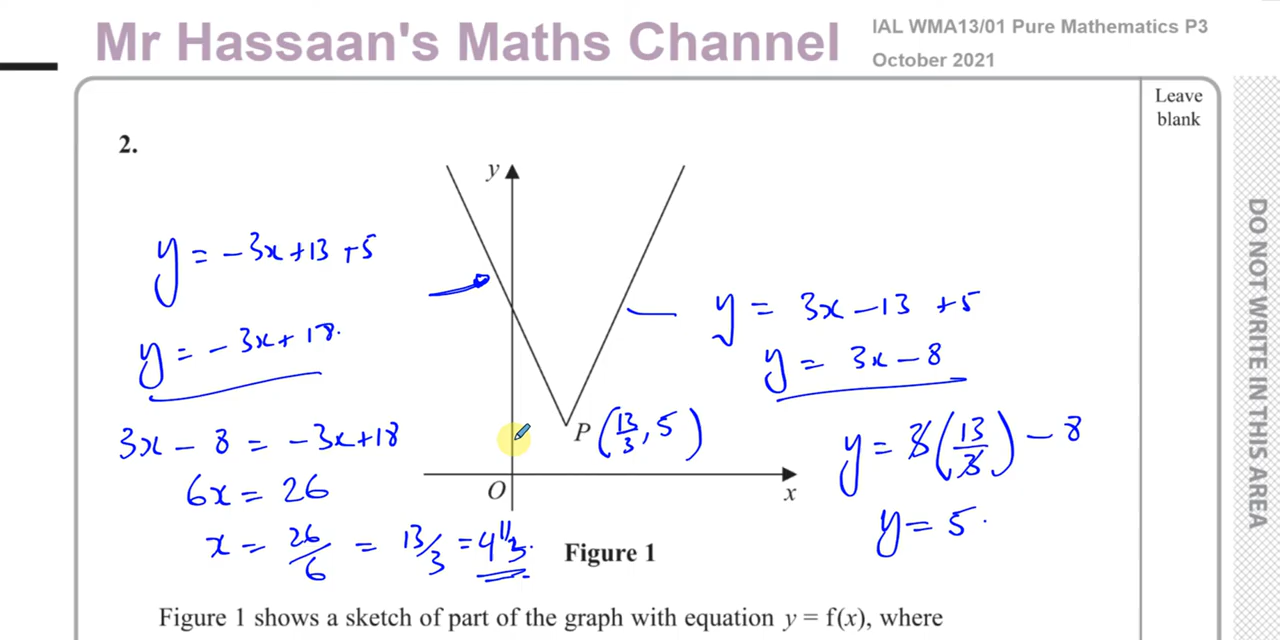 Mr Hassaan's Maths Channel
IAL WMA13/01 Pure Mathematics P3
October 2021
Leave
blank
2.
y
y = -3x+13 +5
y = -3x+18.
y = 3x-13 +5
y = 3x-8
3x - 8 = -3x+18
6x = 26
x = 26/6 = 13/3 = 4 1/3.
P (13/3, 5)
y = 3(13/3) - 8
y = 5.
O
x
Figure 1
Figure 1 shows a sketch of part of the graph with equation y = f(x), where
DO NOT WRITE IN THIS AREA